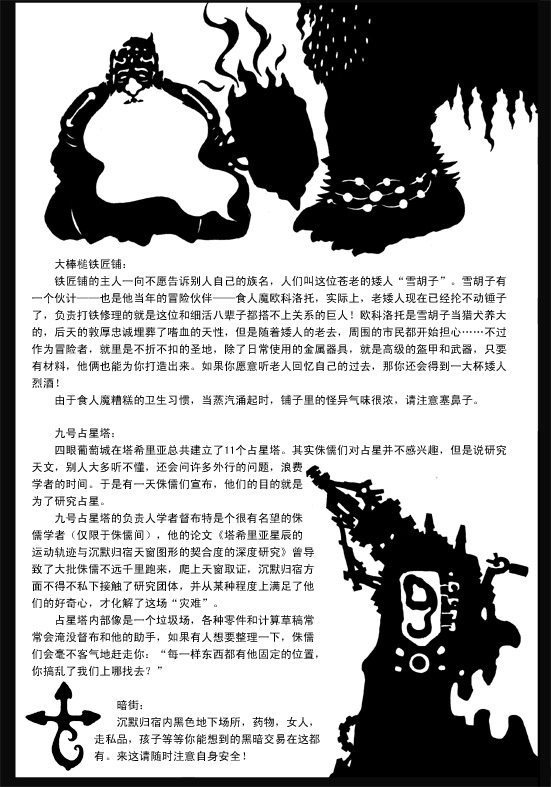 大棒槌铁匠铺：
铁匠铺的主人一向不愿告诉别人自己的族名，人们叫这位苍老的矮人“雪胡子”。雪胡子有
一个伙计——也是他当年的冒险伙伴——食人魔欧科洛托，实际上，老矮人现在已经抡不动锤子
了，负责打铁修理的就是这位和细活八辈子都搭不上关系的巨人！欧科洛托是雪胡子当猎犬养大
的，后天的敦厚忠诚埋葬了嗜血的天性，但是随着矮人的老去，周围的市民都开始担心……不过
作为冒险者，就里是不折不扣的圣地，除了日常使用的金属器具，就是高级的盔甲和武器，只要
有材料，他俩也能为你打造出来。如果你愿意听老人回忆自己的过去，那你还会得到一大杯矮人
烈酒！
由于食人魔糟糕的卫生习惯，当蒸汽涌起时，铺子里的怪异气味很浓，请注意塞鼻子。
九号占星塔：
四眼葡萄城在塔希里亚总共建立了11个占星塔。其实侏儒们对占星并不感兴趣，但是说研究
天文，别人大多听不懂，还会问许多外行的问题，浪费
学者的时间。于是有一天侏儒们宣布，他们的目的就是
为了研究占星。
九号占星塔的负责人学者督布特是个很有名望的侏
儒学者（仅限于侏儒间），他的论文《塔希里亚星辰的
运动轨迹与沉默归宿天窗图形的契合度的深度研究》曾导
致了大批侏儒不远千里跑来，爬上天窗取证，沉默归宿方
面不得不私下接触了研究团体，并从某种程度上满足了他
们的好奇心，才化解了这场“灾难”。
占星塔内部像是一个垃圾场，各种零件和计算草稿常
常会淹没督布和他的助手，如果有人想要整理一下，侏儒
们会毫不客气地赶走你：“每一样东西都有他固定的位置，
你搞乱了我们上哪找去？”
9
暗街：
沉默归宿内黑色地下场所，药物，女人，
走私品，孩子等等你能想到的黑暗交易在这都
有。来这请随时注意自身安全！